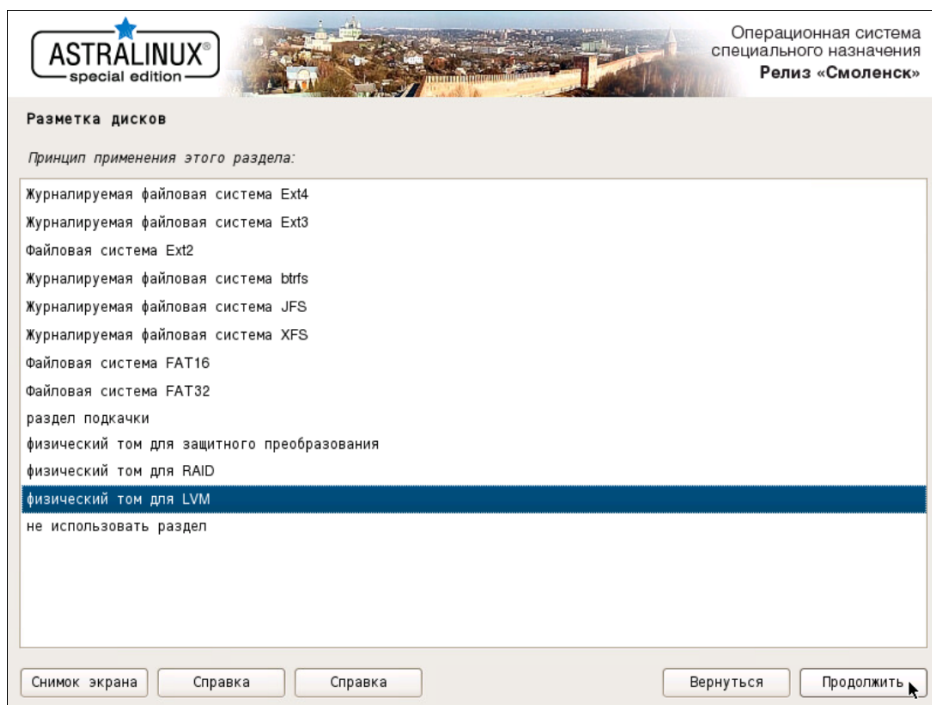 ASTRALINUX®
special edition
Операционная система
специального назначения
Релиз «Смоленск»
Разметка дисков
Принцип применения этого раздела:
Журналируемая файловая система Ext4
Журналируемая файловая система Ext3
Файловая система Ext2
Журналируемая файловая система btrfs
Журналируемая файловая система JFS
Журналируемая файловая система XFS
Файловая система FAT16
Файловая система FAT32
раздел подкачки
физический том для защитного преобразования
физический том для RAID
физический том для LVM
не использовать раздел
Снимок экрана Справка Справка Вернуться Продолжить